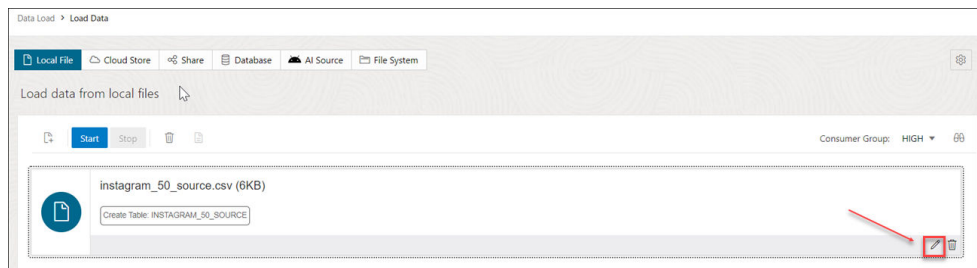 Data Load > Load Data
Local File Cloud Store Share Database AI Source File System
Load data from local files
Start Stop Consumer Group: HIGH
instagram_50_source.csv (6KB)
Create Table: INSTAGRAM_50_SOURCE